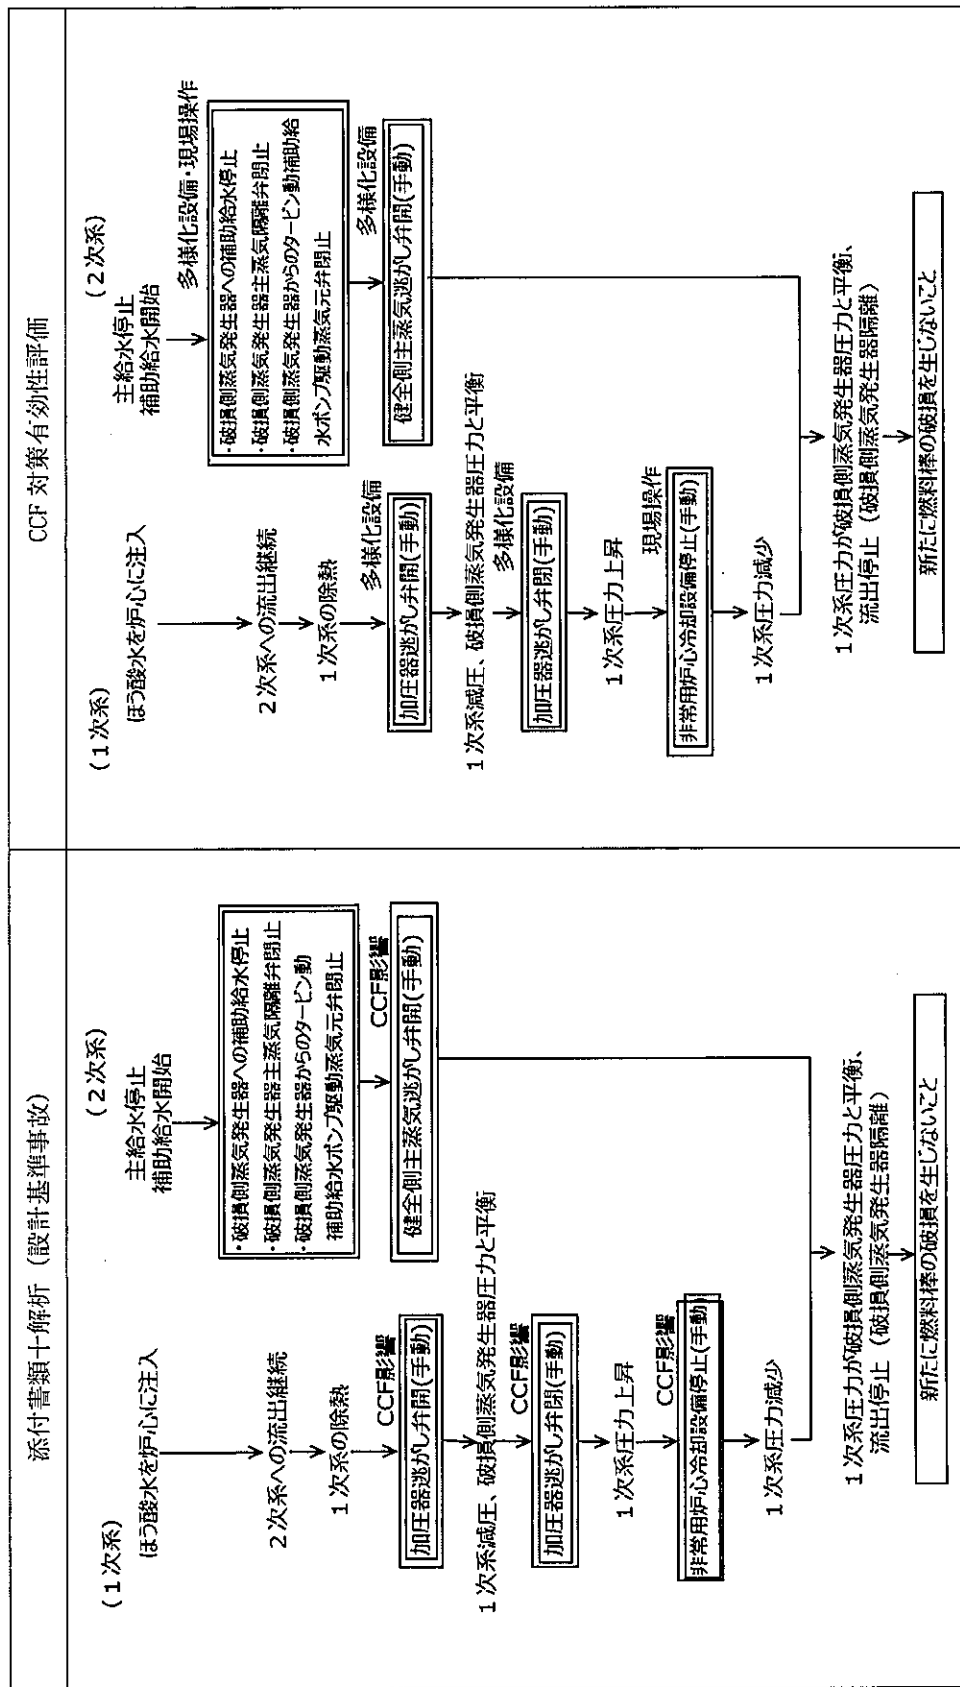 添付書類十解析（設計基準事故）
(１次系)
ほう酸水を炉心に注入
２次系への流出継続
１次系の除熱
CCF影響
加圧器逃がし弁開(手動)
１次系減圧、破損側蒸気発生器圧力と平衡
CCF影響
加圧器逃がし弁閉(手動)
１次系圧力上昇
CCF影響
非常用炉心冷却設備停止(手動)
１次系圧力減少
(２次系)
主給水停止
補助給水開始
・破損側蒸気発生器への補助給水停止
・破損側蒸気発生器主蒸気隔離弁閉止
・破損側蒸気発生器からのタービン動
補助給水ポンプ駆動蒸気元弁閉止
CCF影響
健全側主蒸気逃がし弁開(手動)
１次系圧力が破損側蒸気発生器圧力と平衡、
流出停止（破損側蒸気発生器隔離）
新たに燃料棒の破損を生じないこと
CCF 対策有効性評価
(１次系)
ほう酸水を炉心に注入
２次系への流出継続
１次系の除熱
多様化設備
加圧器逃がし弁開(手動)
１次系減圧、破損側蒸気発生器圧力と平衡
多様化設備
加圧器逃がし弁閉(手動)
１次系圧力上昇
現場操作
非常用炉心冷却設備停止(手動)
１次系圧力減少
(２次系)
主給水停止
補助給水開始
多様化設備・現場操作
・破損側蒸気発生器への補助給水停止
・破損側蒸気発生器主蒸気隔離弁閉止
・破損側蒸気発生器からのタービン動補助給
水ポンプ駆動蒸気元弁閉止
多様化設備
健全側主蒸気逃がし弁開(手動)
１次系圧力が破損側蒸気発生器圧力と平衡、
流出停止（破損側蒸気発生器隔離）
新たに燃料棒の破損を生じないこと